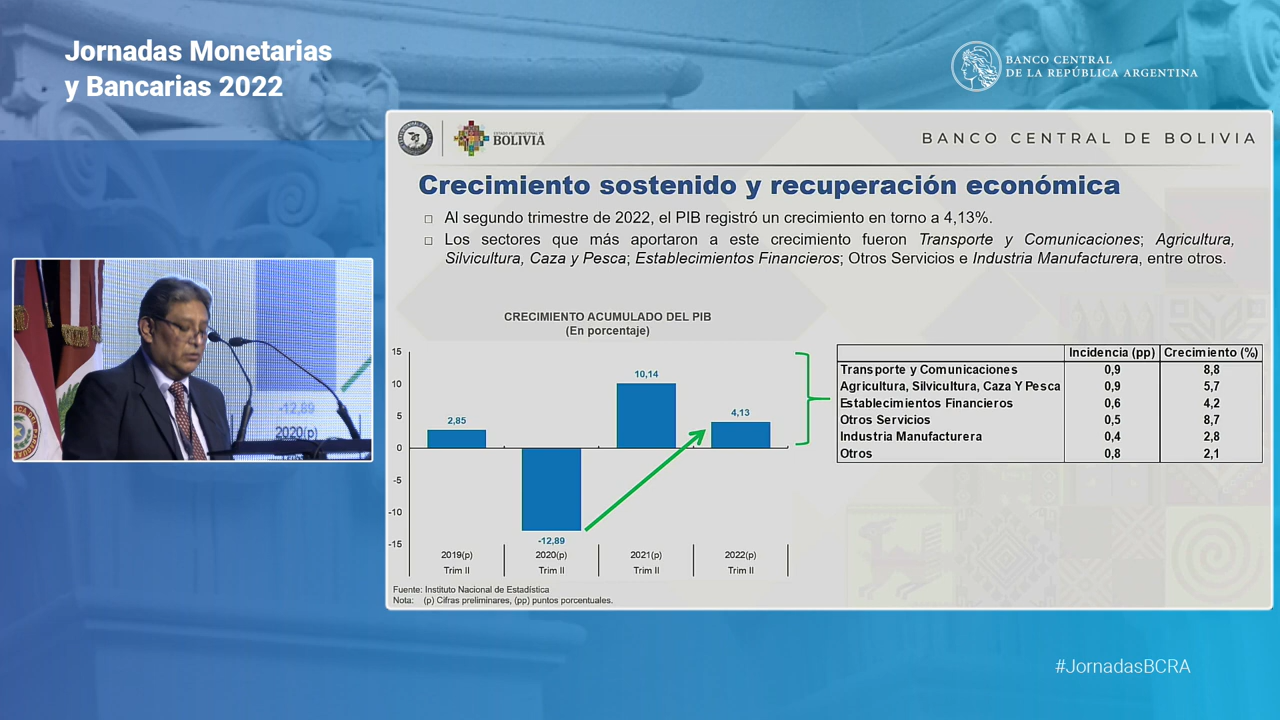 Jornadas Monetarias
y Bancarias 2022
BANCO CENTRAL
DE LA REPÚBLICA ARGENTINA
ESTADO PLURINACIONAL DE
BOLIVIA
BANCO CENTRAL DE BOLIVIA
Crecimiento sostenido y recuperación económica
□ Al segundo trimestre de 2022, el PIB registró un crecimiento en torno a 4,13%.
□ Los sectores que más aportaron a este crecimiento fueron Transporte y Comunicaciones; Agricultura,
Silvicultura, Caza y Pesca; Establecimientos Financieros; Otros Servicios e Industria Manufacturera, entre otros.
CRECIMIENTO ACUMULADO DEL PIB
(En porcentaje)
15
10
5
0
-5
-10
-15
2,85
-12,89
10,14
4,13
2019(p) 2020(p) 2021(p) 2022(p)
Trim II Trim II Trim II Trim II
Incidencia (pp) Crecimiento (%)
Transporte y Comunicaciones 0,9 8,8
Agricultura, Silvicultura, Caza Y Pesca 0,9 5,7
Establecimientos Financieros 0,6 4,2
Otros Servicios 0,5 8,7
Industria Manufacturera 0,4 2,8
Otros 0,8 2,1
Fuente: Instituto Nacional de Estadística
Nota: (p) Cifras preliminares, (pp) puntos porcentuales.
-12,89
2020(p)
#JornadasBCRA